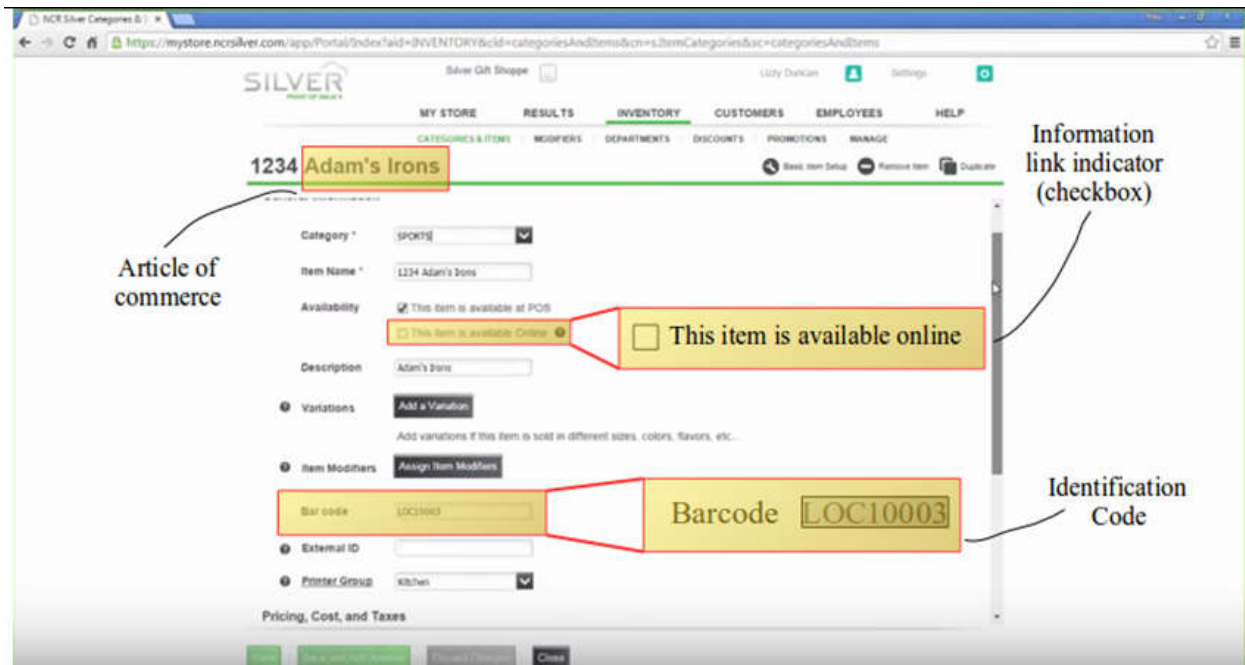 NCR Silver Categories &
https://mystore.ncrsilver.com/app/Portal/Index?aid=INVENTORY&cid=categoriesAndItems&cn=s.ItemCategories&sc=categoriesAndItems
SILVER
Silver Gift Shoppe
Lizzy Duncan
Settings
MY STORE RESULTS INVENTORY CUSTOMERS EMPLOYEES HELP
CATEGORIES & ITEMS MODIFIERS DEPARTMENTS DISCOUNTS PROMOTIONS MANAGE
1234 Adam's Irons
Basic Item Setup Remove Item Duplicate
Information
link indicator
(checkbox)
General Information
Article of
commerce
Category * SPORTS
Item Name * 1234 Adam's Irons
Availability This item is available at POS
This item is available Online
This item is available online
Description Adam's Irons
Variations Add a Variation
Add variations if this item is sold in different sizes, colors, flavors, etc...
Item Modifiers Assign Item Modifiers
Bar code LOC10003
Barcode LOC10003
Identification
Code
External ID
Printer Group Kitchen
Pricing, Cost, and Taxes
Save
Discard Changes
Close